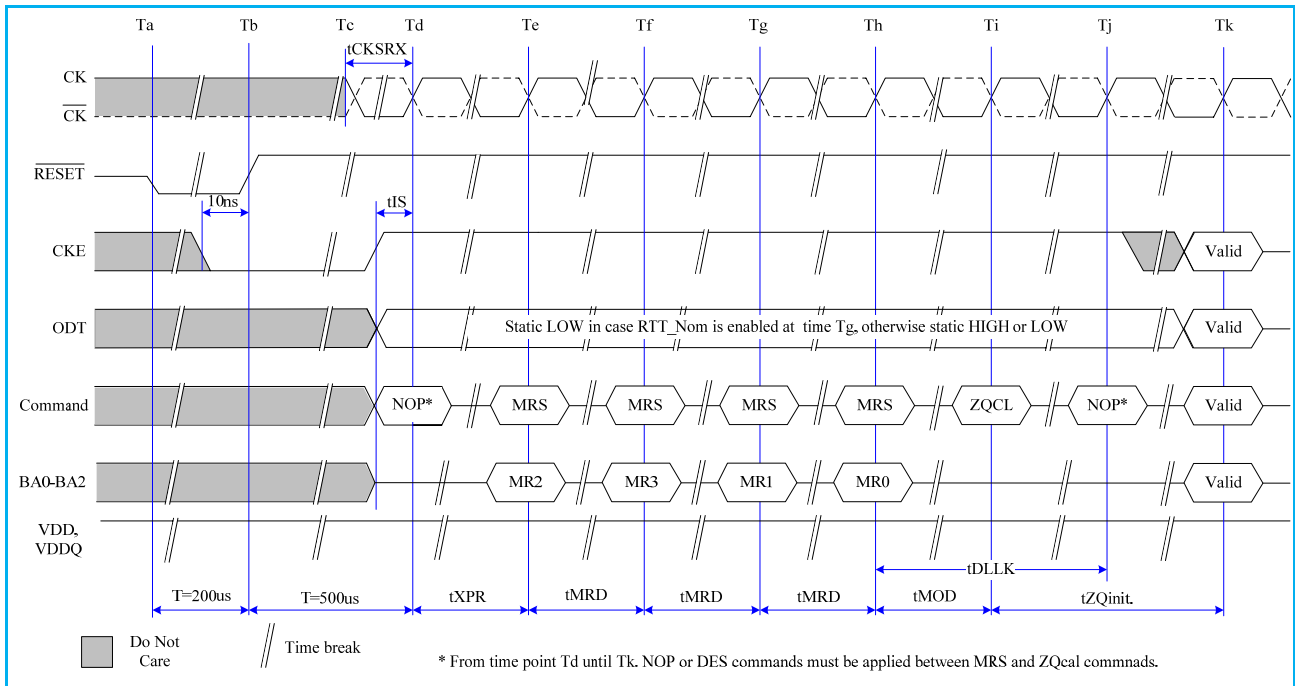 Ta Tb Tc Td Te Tf Tg Th Ti Tj Tk
tCKSRX
CK
CK
RESET
10ns tIS
CKE Valid
ODT Static LOW in case RTT_Nom is enabled at time Tg, otherwise static HIGH or LOW Valid
Command NOP* MRS MRS MRS MRS ZQCL NOP* Valid
BA0-BA2 MR2 MR3 MR1 MR0 Valid
VDD,
VDDQ
tDLLK
T=200us T=500us tXPR tMRD tMRD tMRD tMOD tZQinit.
Do Not
Care
Time break
* From time point Td until Tk. NOP or DES commands must be applied between MRS and ZQcal commnads.